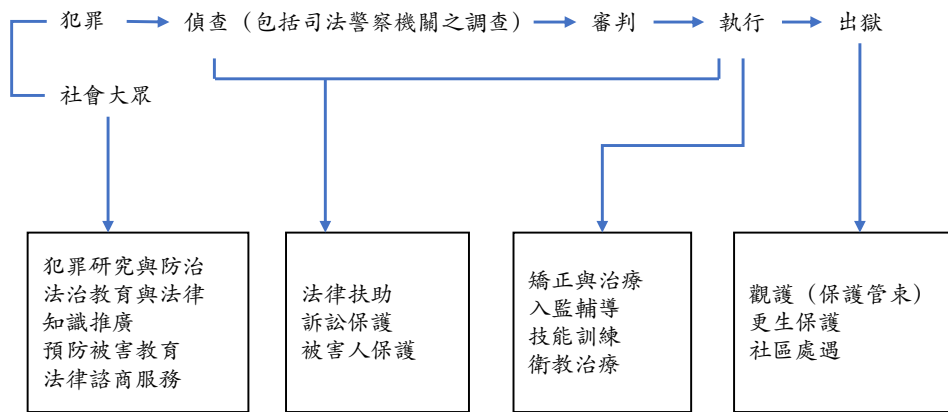 犯罪
偵查（包括司法警察機關之調查）
審判
執行
出獄
社會大眾
犯罪研究與防治
法治教育與法律
知識推廣
預防被害教育
法律諮商服務
法律扶助
訴訟保護
被害人保護
矯正與治療
入監輔導
技能訓練
衛教治療
觀護（保護管束）
更生保護
社區處遇